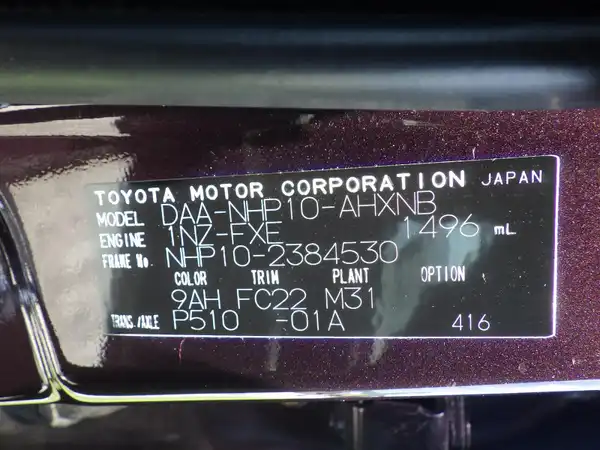 TOYOTA MOTOR CORPORATION JAPAN
MODEL DAA-NHP10-AHXNB
ENGINE 1NZ-FXE 1496 mL
FRAME No. NHP10-2384530
COLOR TRIM PLANT OPTION
9AH FC22 M31
TRANS./AXLE P510 -01A 416